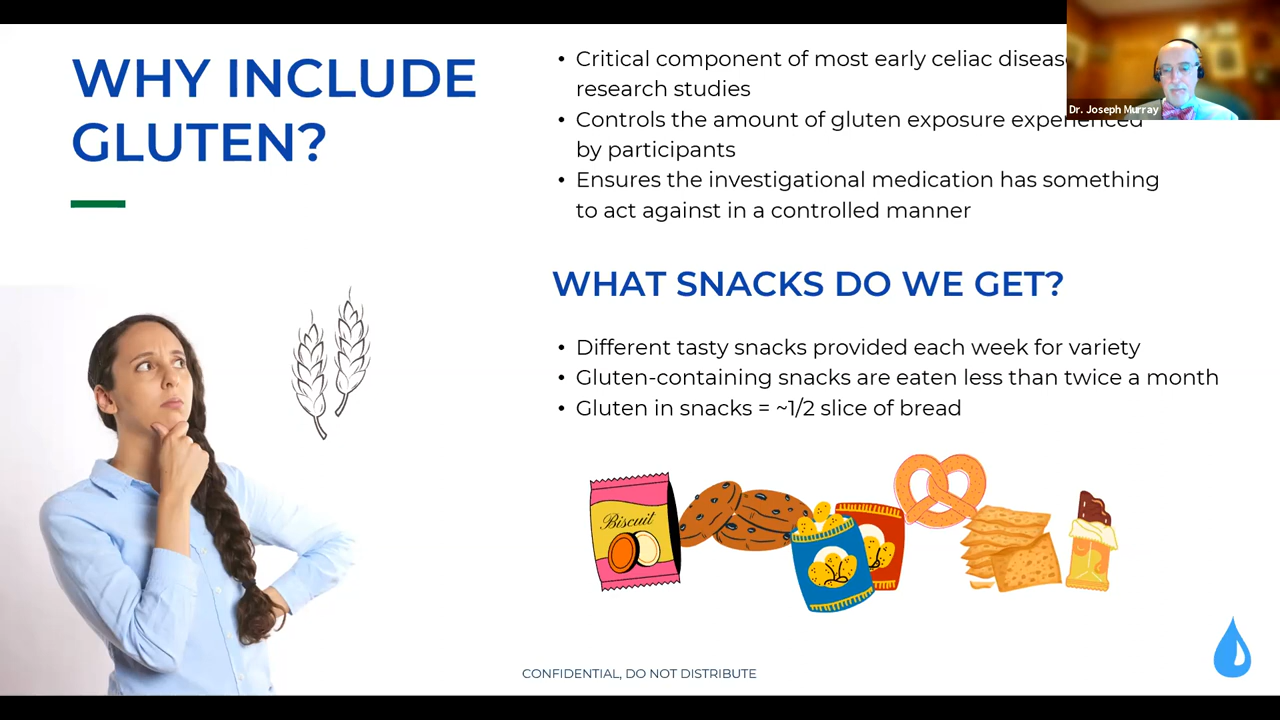 WHY INCLUDE
GLUTEN?
• Critical component of most early celiac disease
research studies
• Controls the amount of gluten exposure experienced
by participants
• Ensures the investigational medication has something
to act against in a controlled manner
Dr. Joseph Murray
WHAT SNACKS DO WE GET?
• Different tasty snacks provided each week for variety
• Gluten-containing snacks are eaten less than twice a month
• Gluten in snacks = ~1/2 slice of bread
Biscuit
CONFIDENTIAL, DO NOT DISTRIBUTE